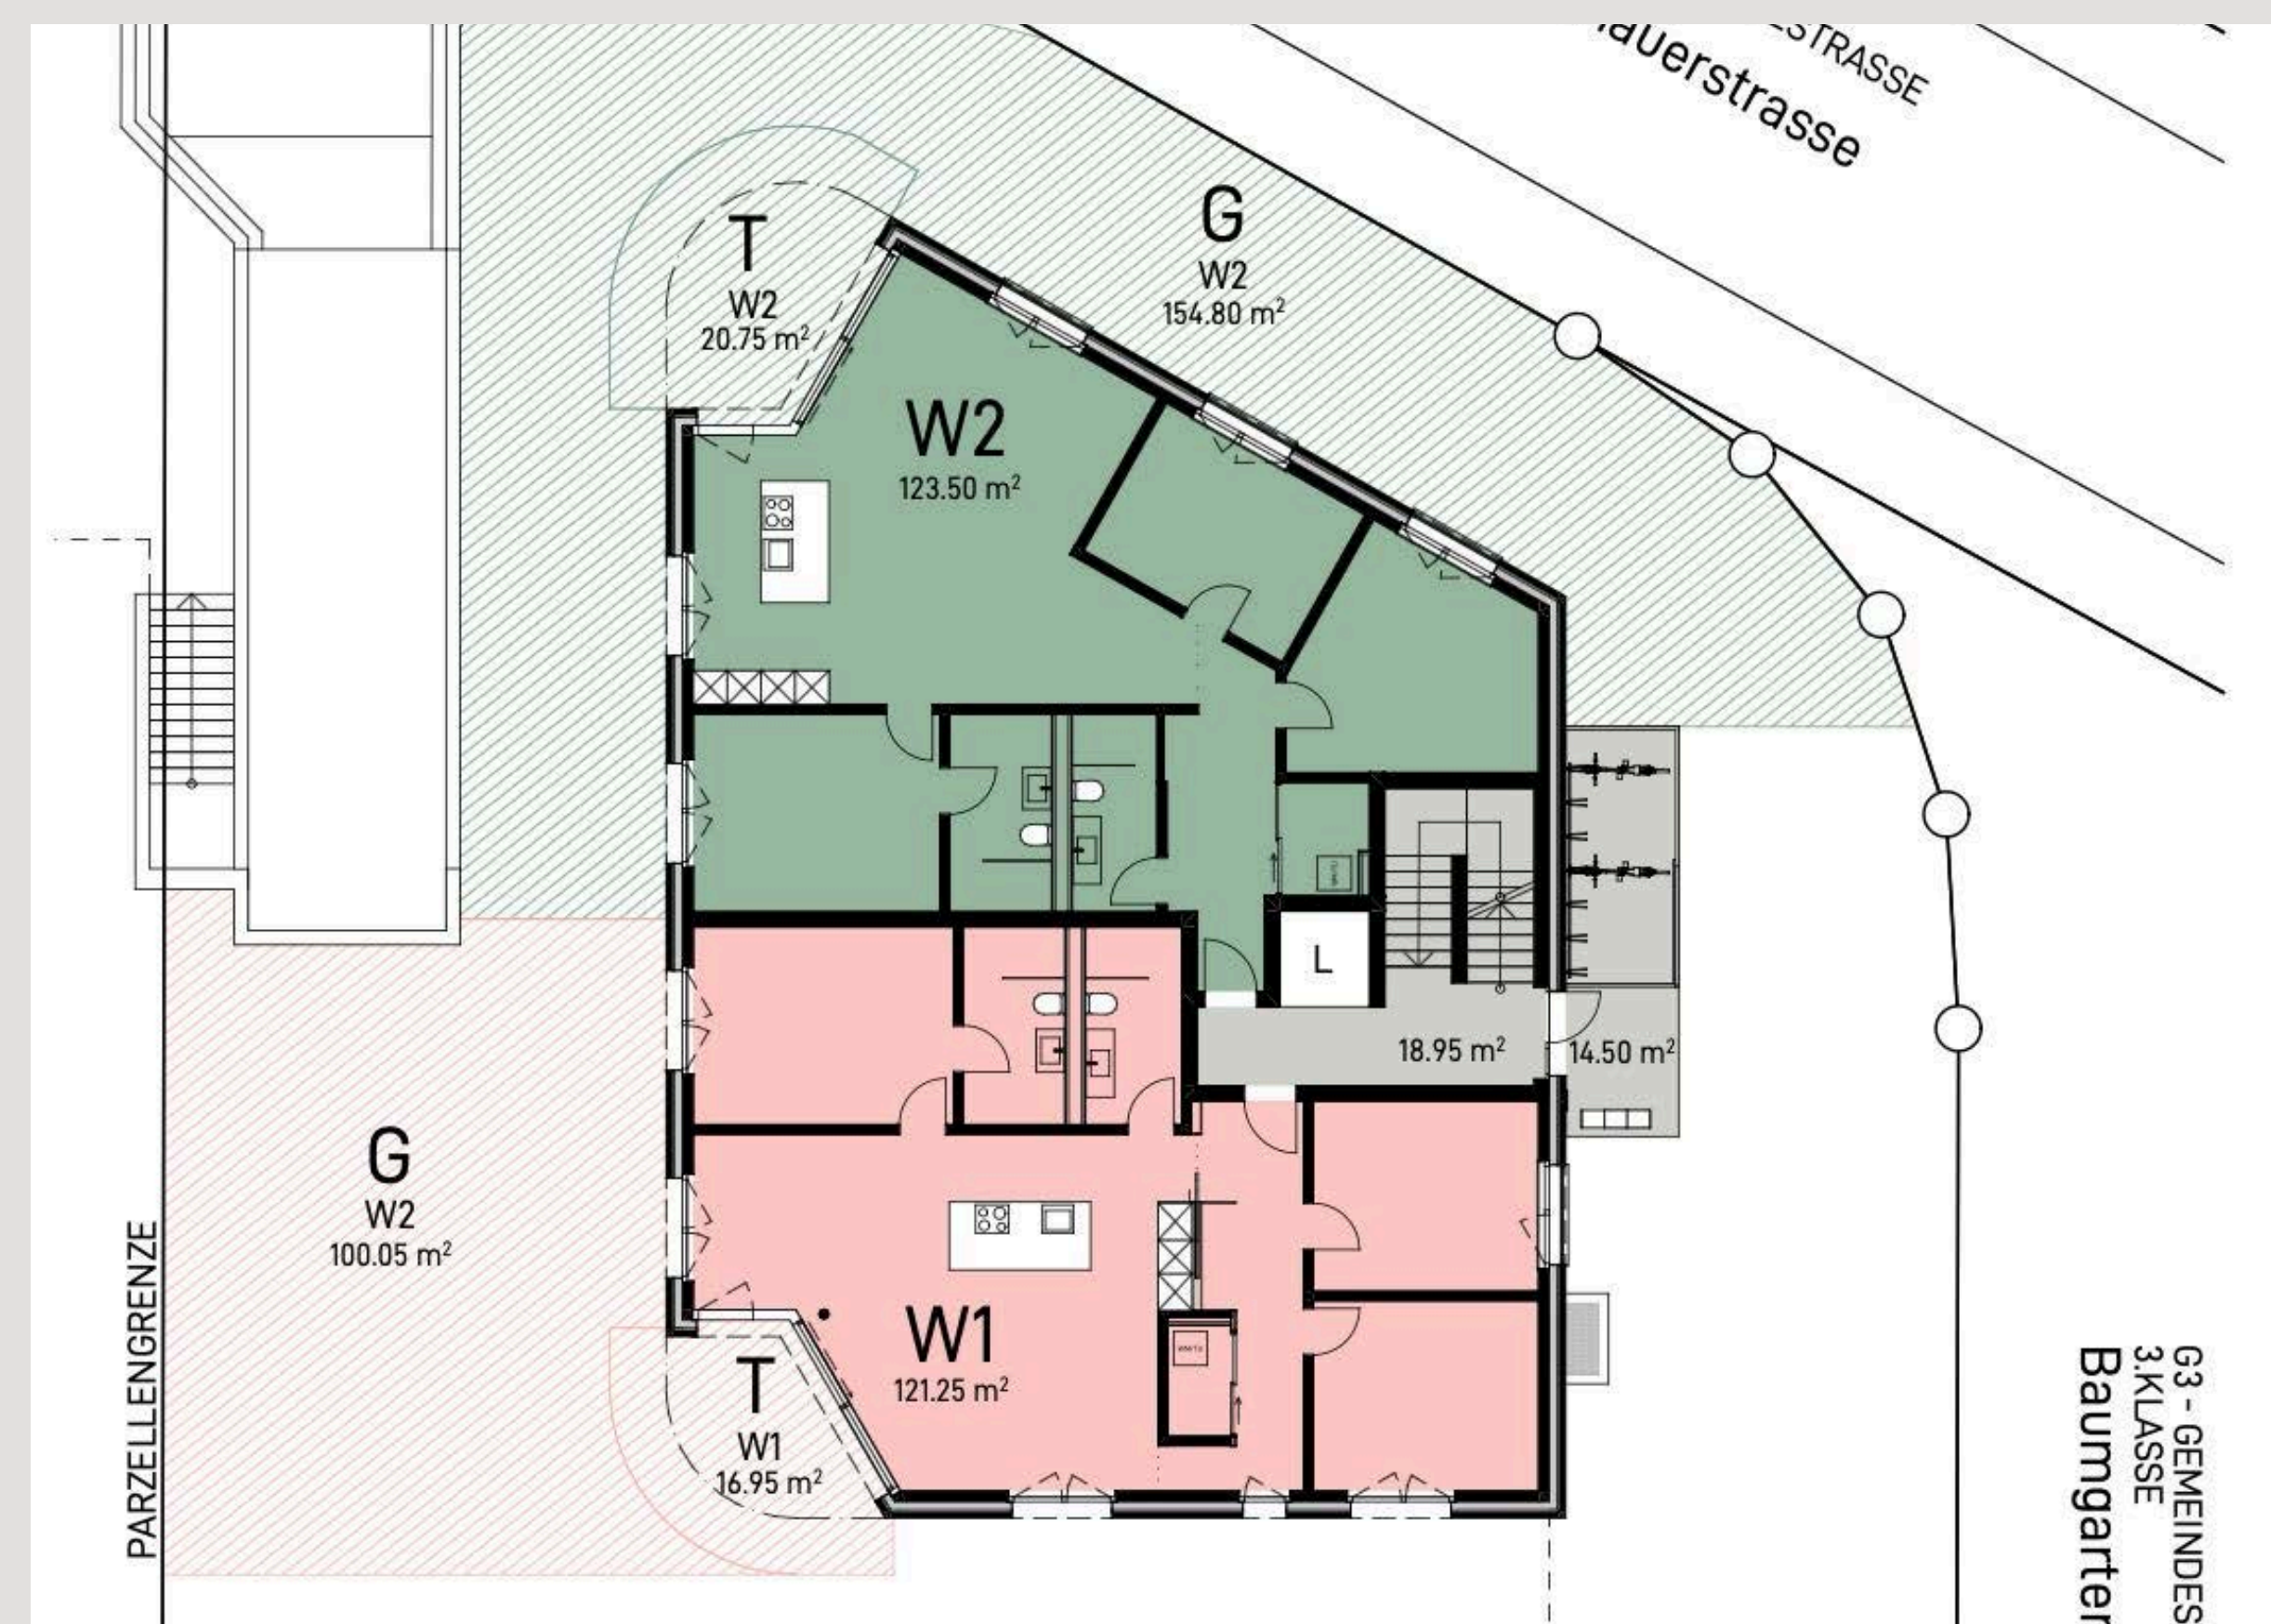 STRASSE
auerstrasse
T
W2
20.75 m²
G
W2
154.80 m²
W2
123.50 m²
L
18.95 m²
14.50 m²
G
W2
100.05 m²
PARZELLENGRENZE
W1
121.25 m²
T
W1
16.95 m²
G3 - GEMEINDES
3.KLASSE
Baumgarten